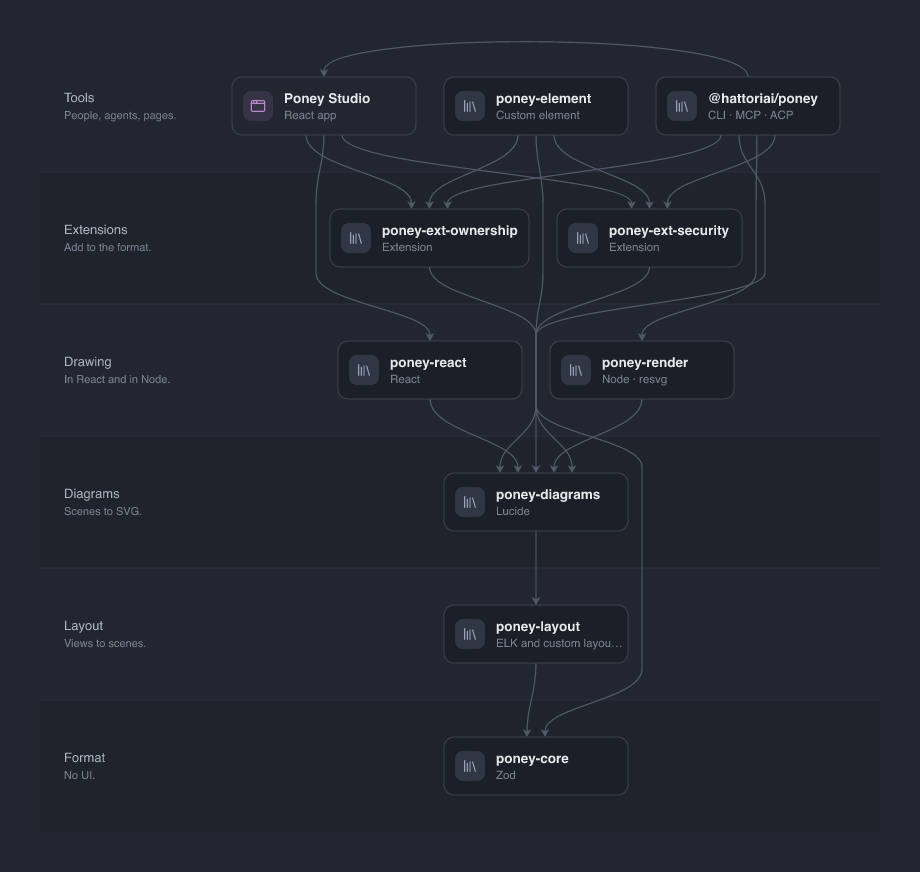 Tools
People, agents, pages.
Poney Studio
React app
poney-element
Custom element
@hattoriai/poney
CLI · MCP · ACP
Extensions
Add to the format.
poney-ext-ownership
Extension
poney-ext-security
Extension
Drawing
In React and in Node.
poney-react
React
poney-render
Node · resvg
Diagrams
Scenes to SVG.
poney-diagrams
Lucide
Layout
Views to scenes.
poney-layout
ELK and custom layou…
Format
No UI.
poney-core
Zod